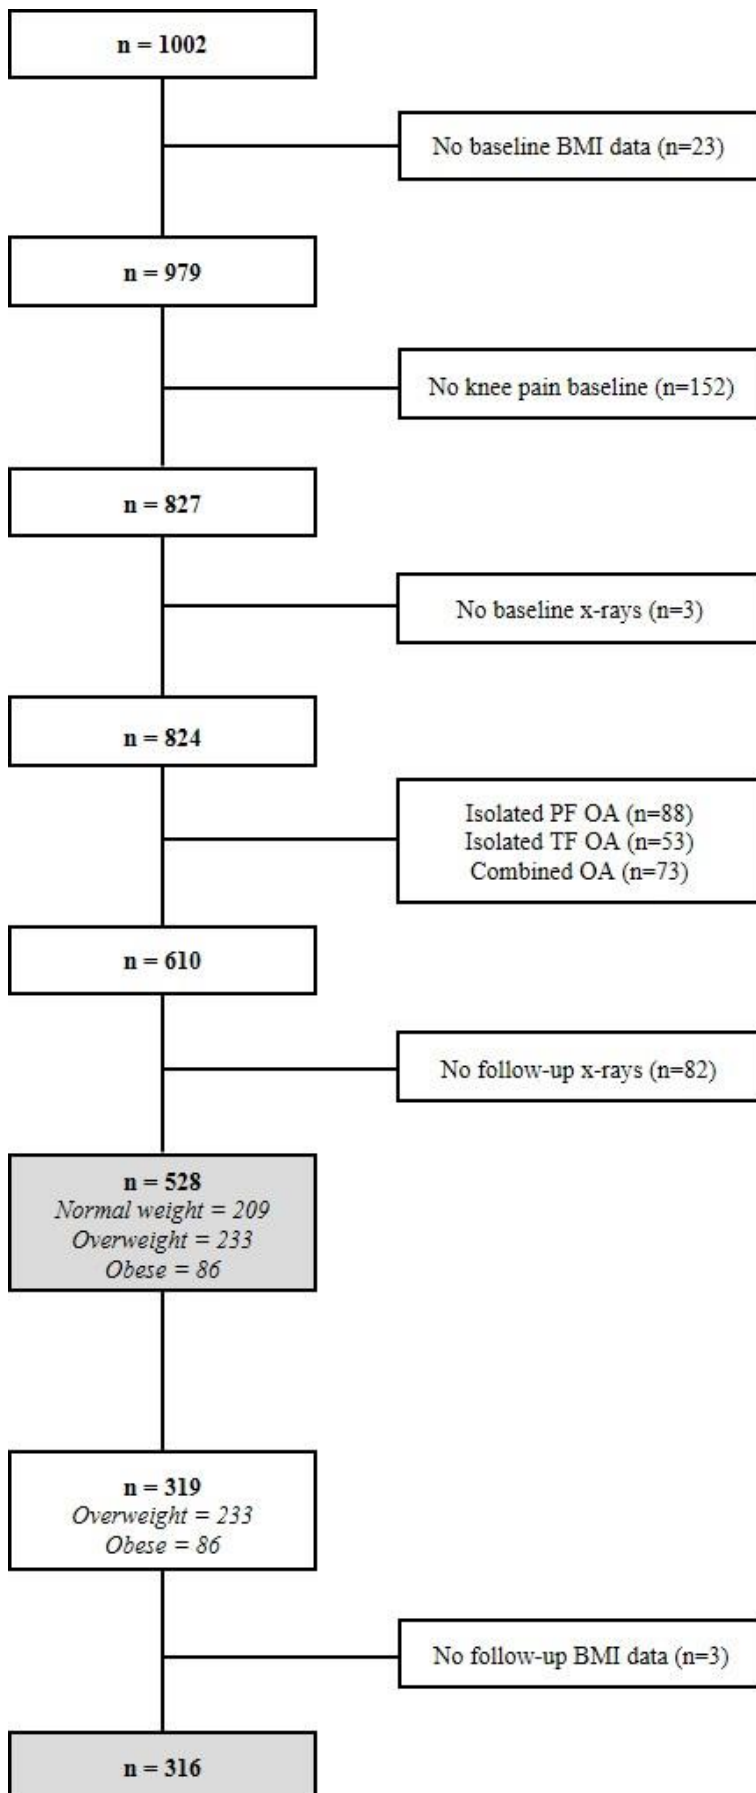 n = 1002
No baseline BMI data (n=23)
n = 979
No knee pain baseline (n=152)
n = 827
No baseline x-rays (n=3)
n = 824
Isolated PF OA (n=88)
Isolated TF OA (n=53)
Combined OA (n=73)
n = 610
No follow-up x-rays (n=82)
n = 528
Normal weight = 209
Overweight = 233
Obese = 86
n = 319
Overweight = 233
Obese = 86
No follow-up BMI data (n=3)
n = 316